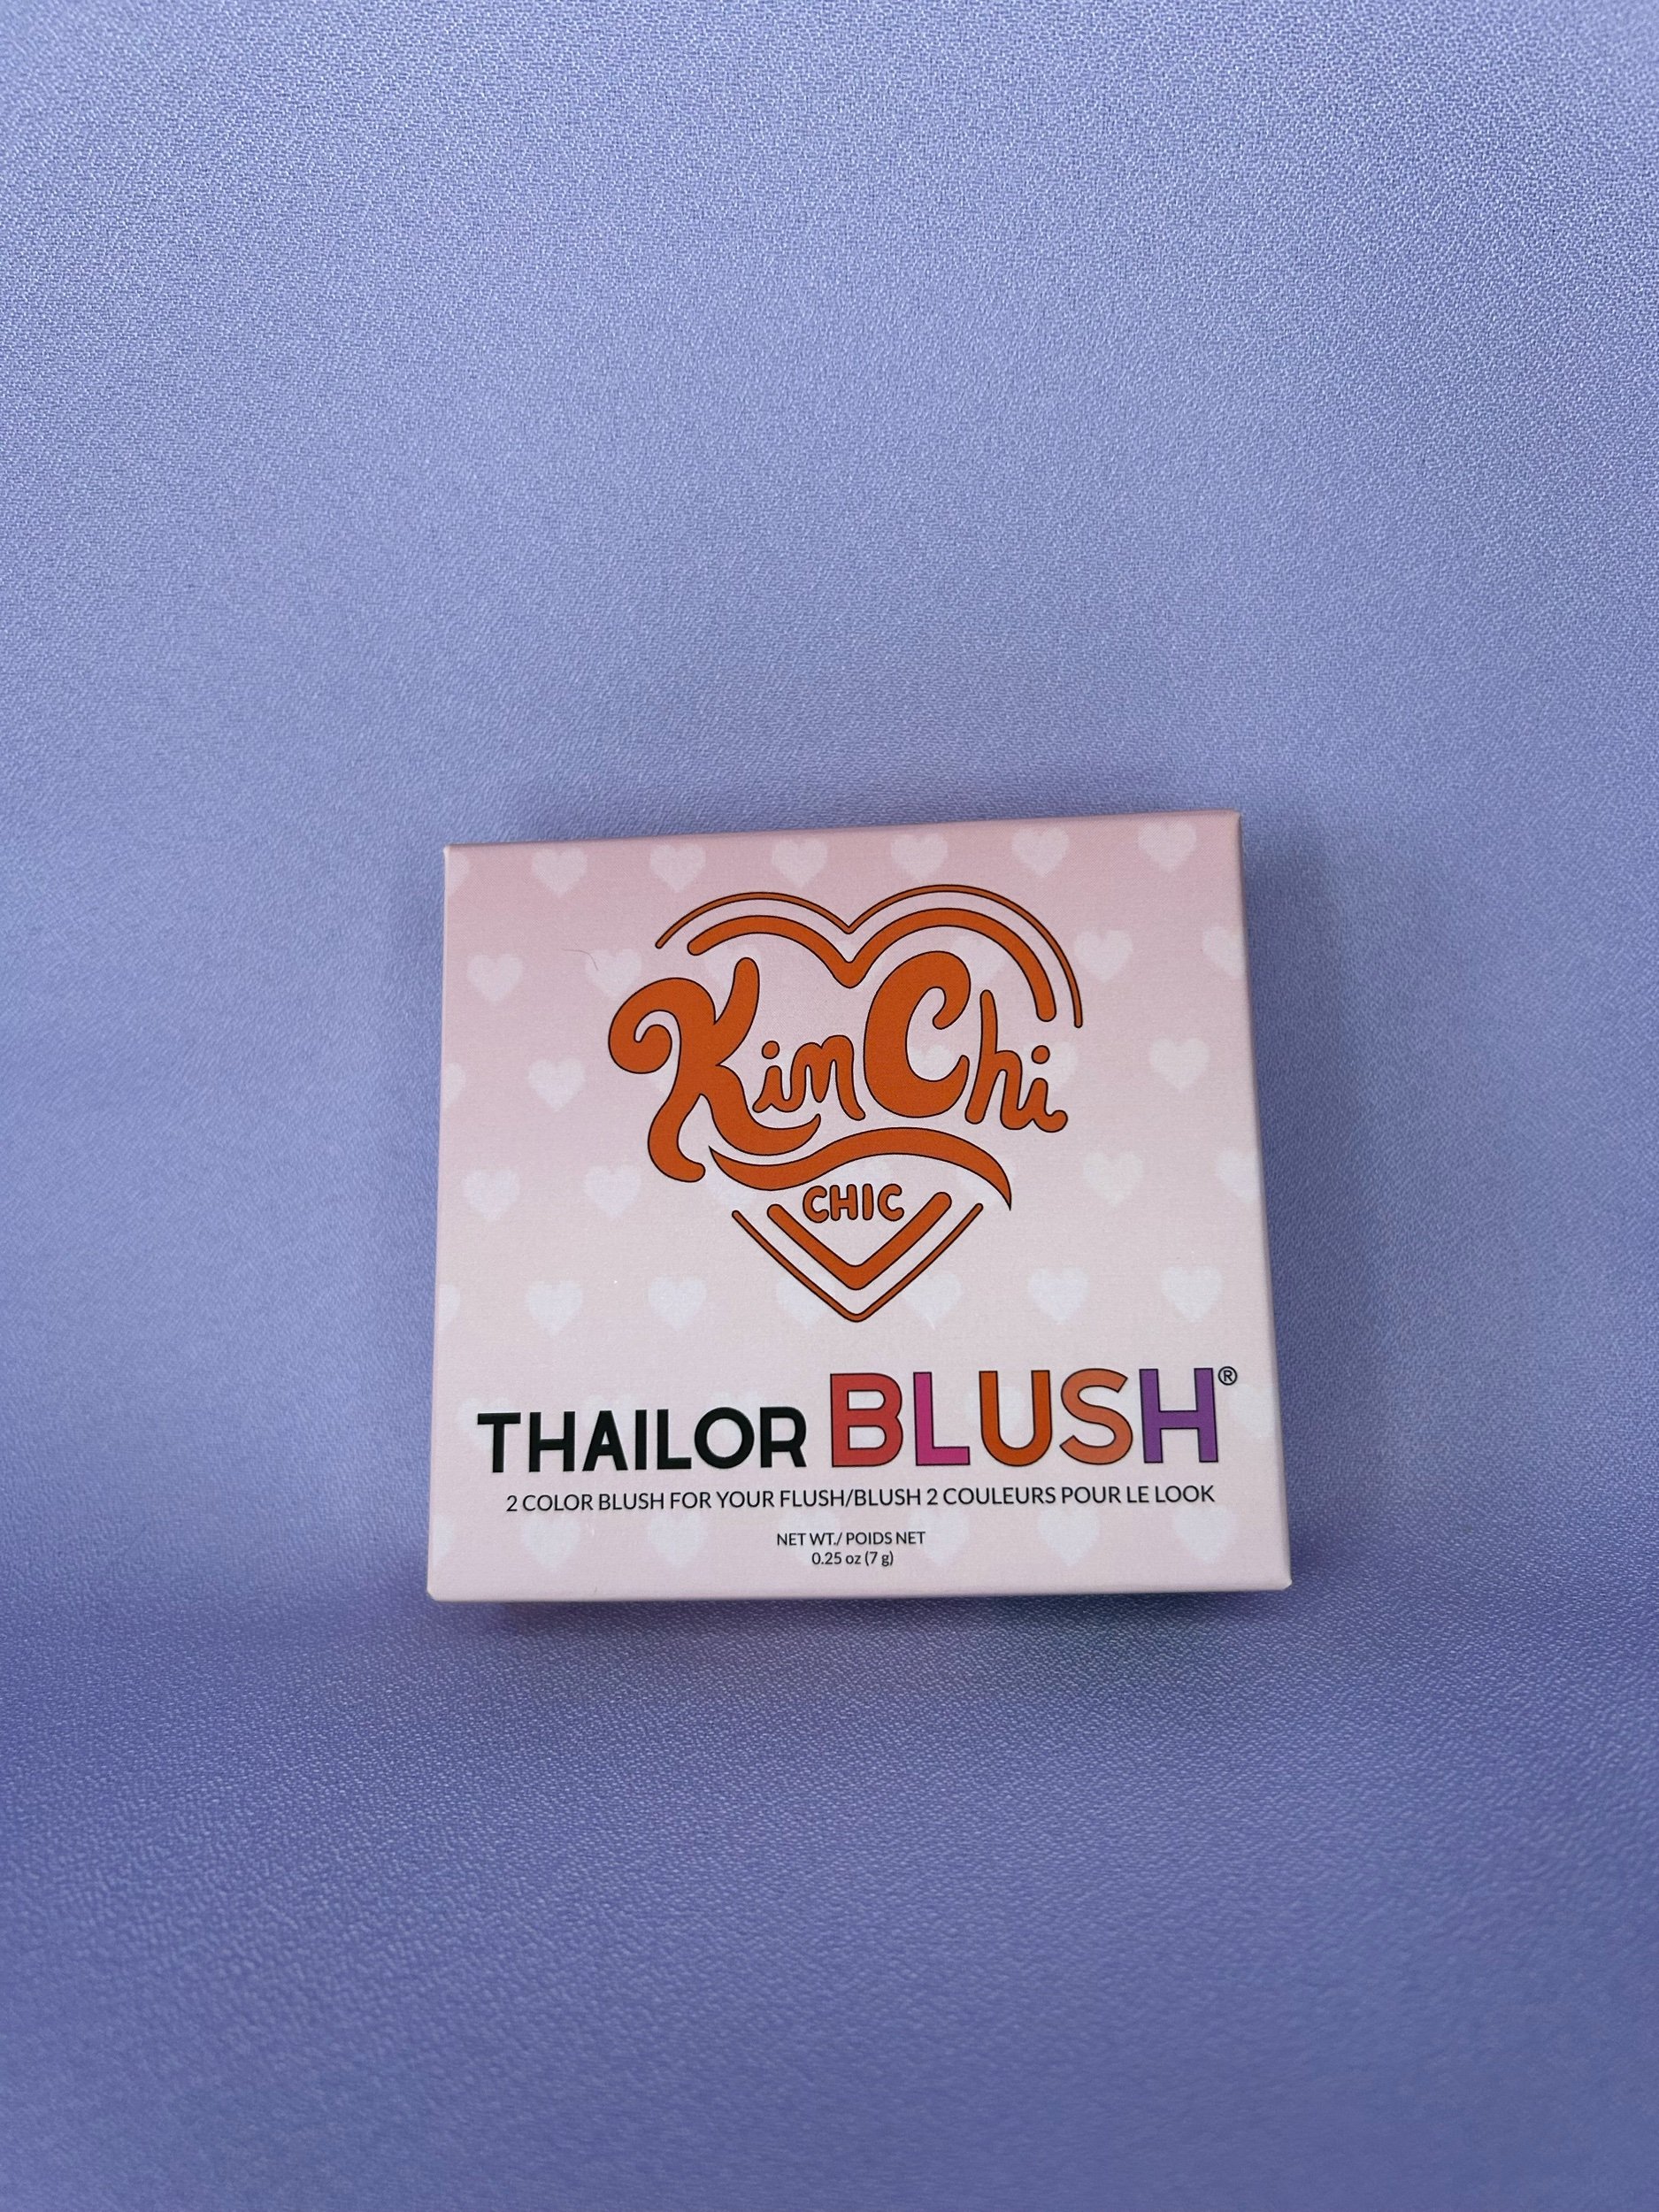 KimChi
CHIC
THAILOR BLUSH®
2 COLOR BLUSH FOR YOUR FLUSH/BLUSH 2 COULEURS POUR LE LOOK
NET WT./ POIDS NET
0.25 oz (7 g)